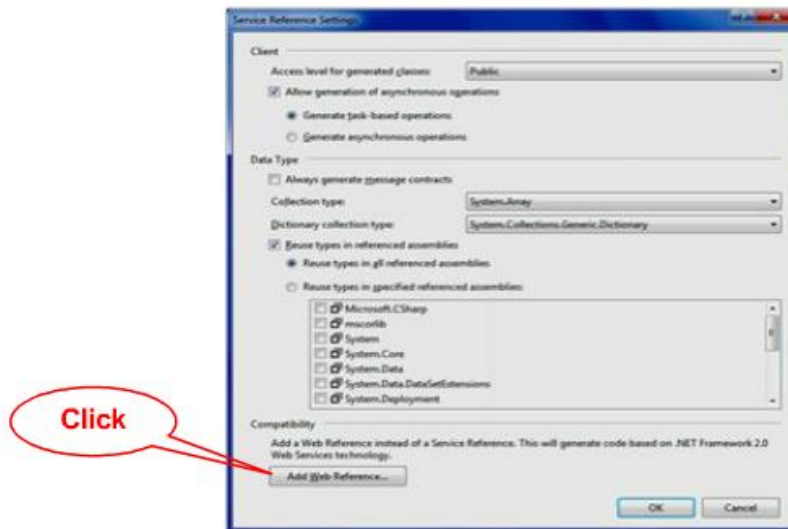 Service Reference Settings
Client
Access level for generated classes: Public
Allow generation of asynchronous operations
Generate task-based operations
Generate asynchronous operations
Data Type
Always generate message contracts
Collection type: System.Array
Dictionary collection type: System.Collections.Generic.Dictionary
Reuse types in referenced assemblies
Reuse types in all referenced assemblies
Reuse types in specified referenced assemblies:
Microsoft.CSharp
mscorlib
System
System.Core
System.Data
System.Data.DataSetExtensions
System.Deployment
Click
Compatibility
Add a Web Reference instead of a Service Reference. This will generate code based on .NET Framework 2.0
Web Services technology.
Add Web Reference...
OK Cancel